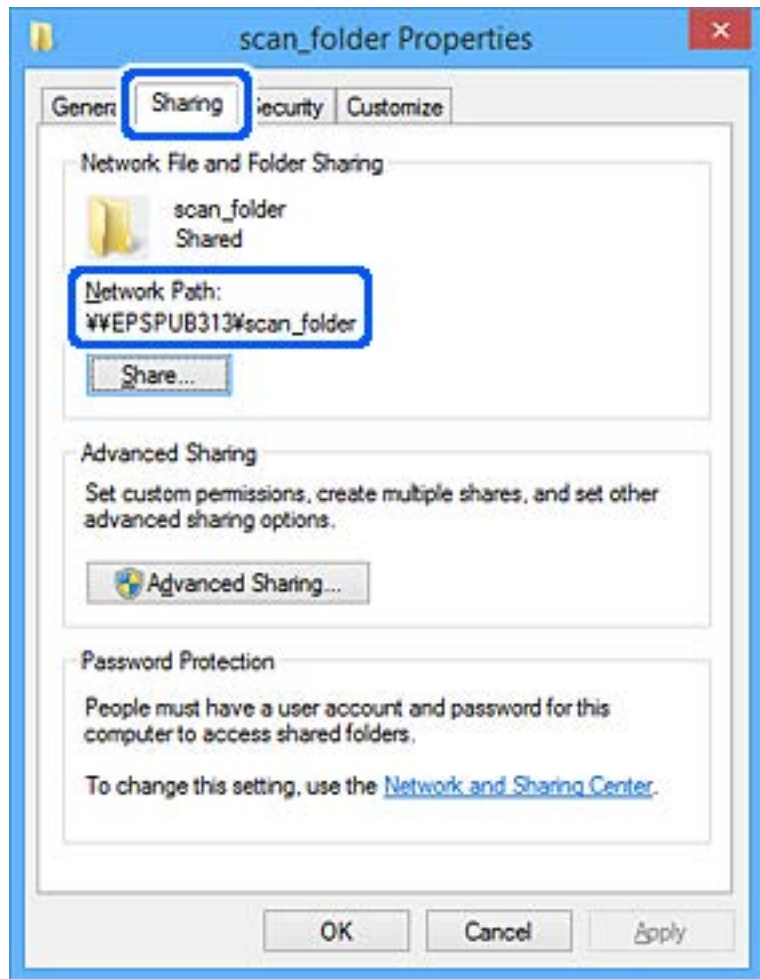 scan_folder Properties
Sharing Customize
Network File and Folder Sharing
scan_folder
Shared
Network Path:
¥¥EPSPUB313¥scan_folder
Share...
Advanced Sharing
Set custom permissions, create multiple shares, and set other
advanced sharing options.
Advanced Sharing...
Password Protection
People must have a user account and password for this
computer to access shared folders.
To change this setting, use the Network and Sharing Center.
OK Cancel Apply